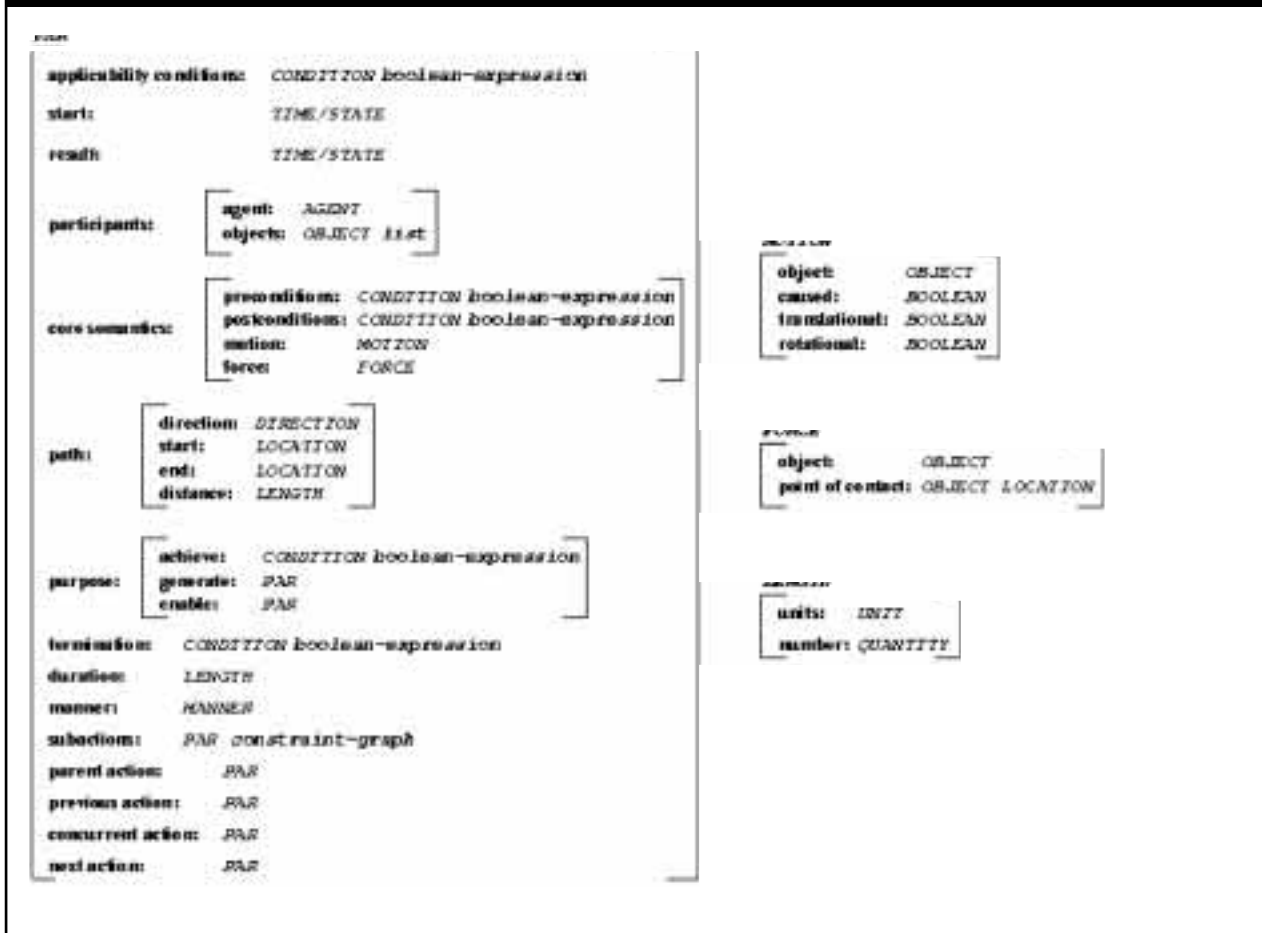 PAR
applicability conditions: CONDITION boolean-expression
start: TIME/STATE
result: TIME/STATE
participants:
agent: AGENT
objects: OBJECT list
core semantics:
preconditions: CONDITION boolean-expression
postconditions: CONDITION boolean-expression
motion: MOTION
force: FORCE
path:
direction: DIRECTION
start: LOCATION
end: LOCATION
distance: LENGTH
purpose:
achieve: CONDITION boolean-expression
generate: PAR
enable: PAR
termination: CONDITION boolean-expression
duration: LENGTH
manner: MANNER
subactions: PAR constraint-graph
parent action: PAR
previous action: PAR
concurrent action: PAR
next action: PAR
MOTION
object: OBJECT
caused: BOOLEAN
translational: BOOLEAN
rotational: BOOLEAN
FORCE
object: OBJECT
point of contact: OBJECT LOCATION
LENGTH
units: UNIT
number: QUANTITY